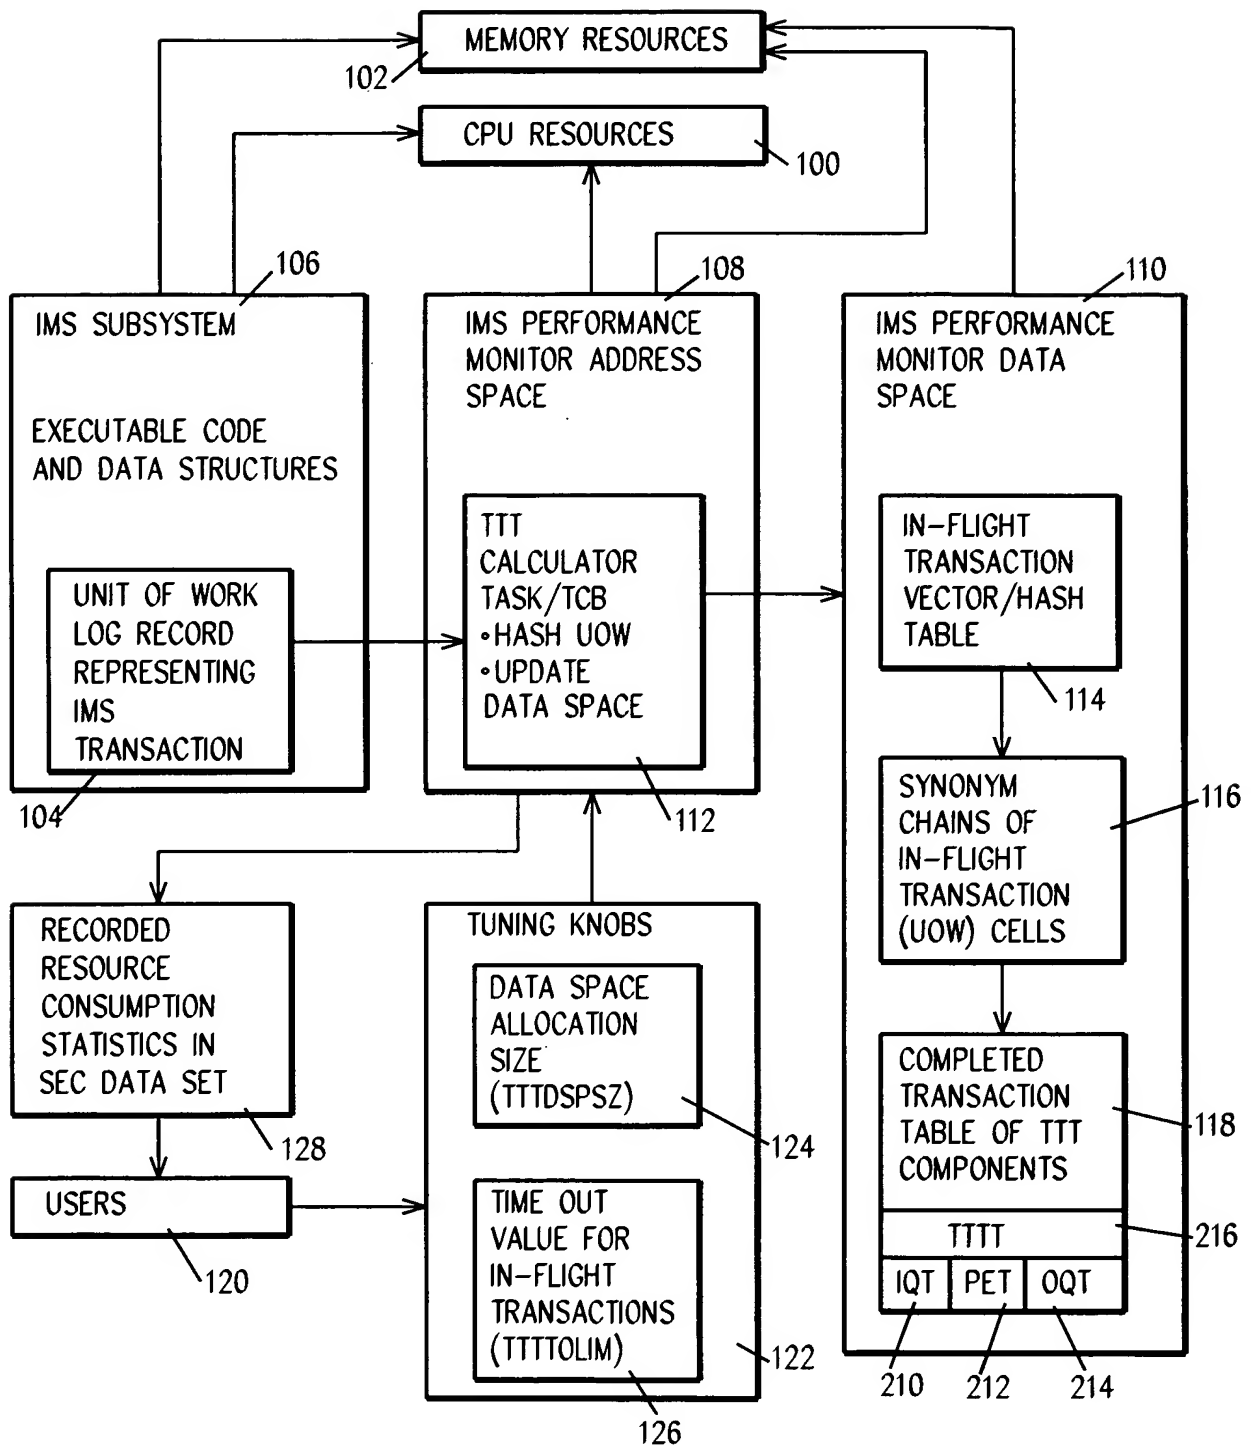 MEMORY RESOURCES
102
CPU RESOURCES
100
106
IMS SUBSYSTEM
EXECUTABLE CODE
AND DATA STRUCTURES
UNIT OF WORK
LOG RECORD
REPRESENTING
IMS
TRANSACTION
104
108
IMS PERFORMANCE
MONITOR ADDRESS
SPACE
TTT
CALCULATOR
TASK/TCB
•HASH UOW
•UPDATE
DATA SPACE
112
110
IMS PERFORMANCE
MONITOR DATA
SPACE
IN-FLIGHT
TRANSACTION
VECTOR/HASH
TABLE
114
SYNONYM
CHAINS OF
IN-FLIGHT
TRANSACTION
(UOW) CELLS
116
COMPLETED
TRANSACTION
TABLE OF TTT
COMPONENTS
118
TTTT
216
IQT PET OQT
210 212 214
RECORDED
RESOURCE
CONSUMPTION
STATISTICS IN
SEC DATA SET
128
USERS
120
TUNING KNOBS
DATA SPACE
ALLOCATION
SIZE
(TTTDSPSZ)
124
TIME OUT
VALUE FOR
IN-FLIGHT
TRANSACTIONS
(TTTTOLIM)
122
126